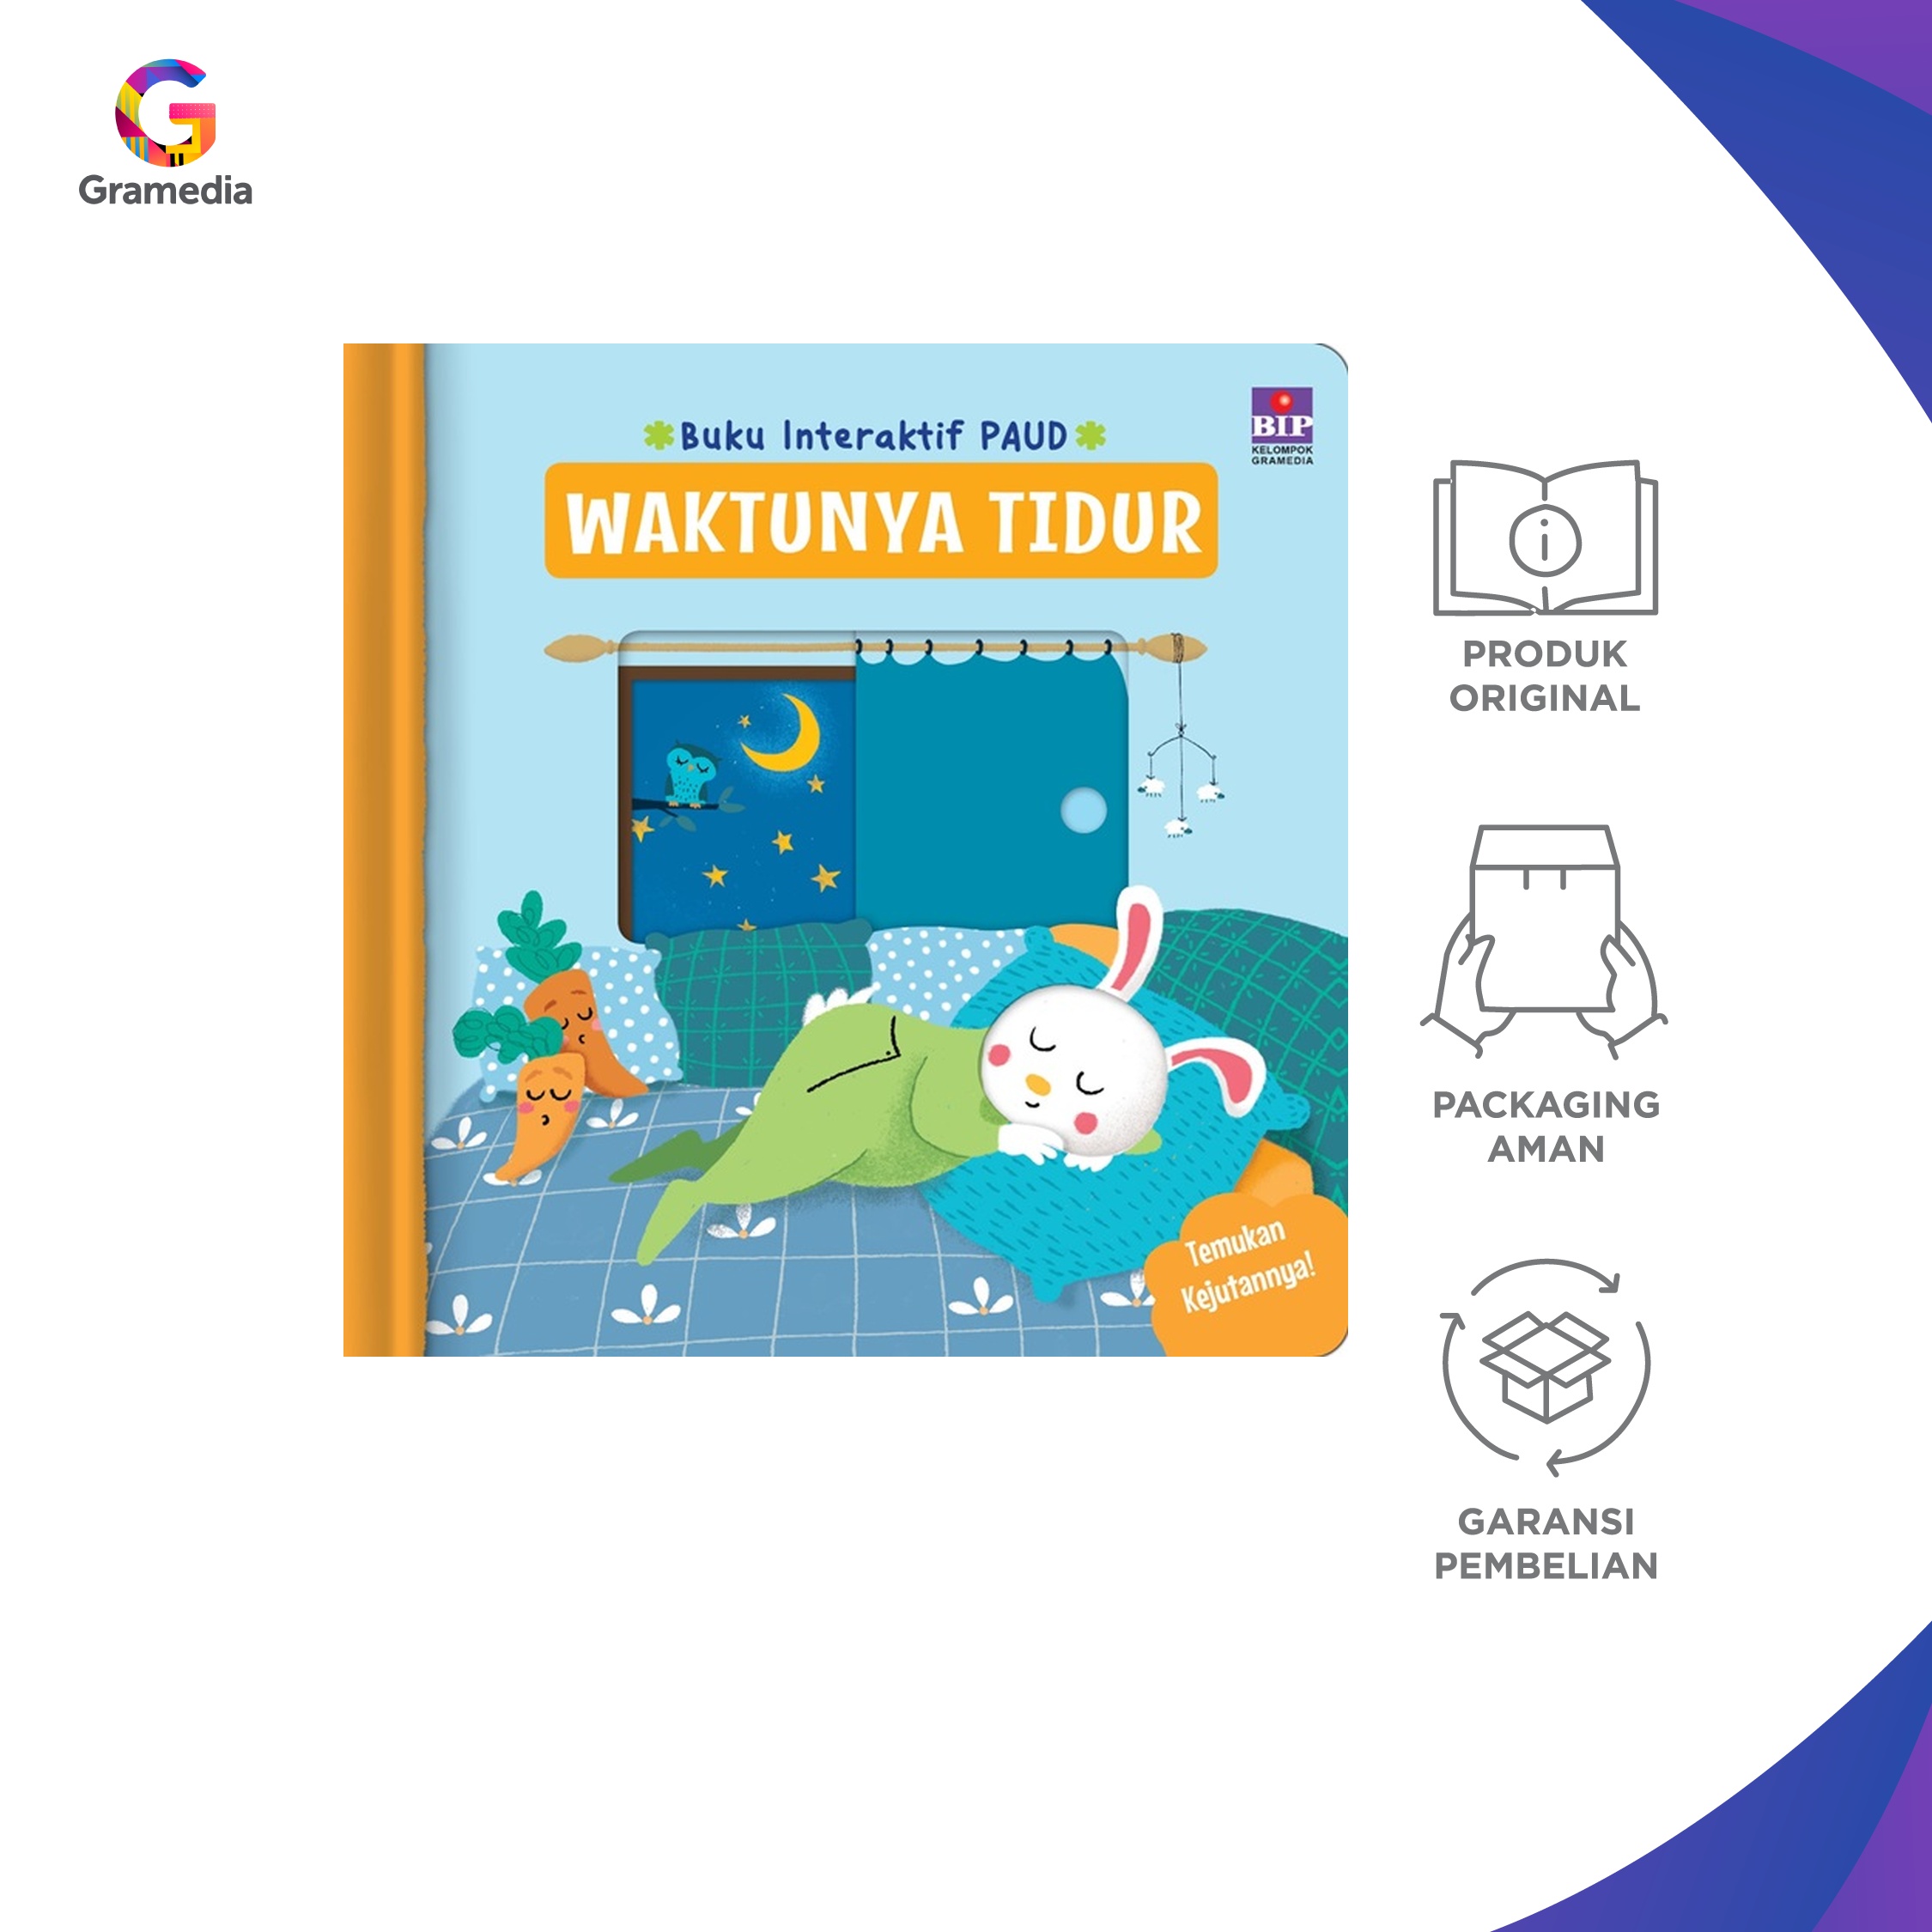 Gramedia
Buku Interaktif PAUD
WAKTUNYA TIDUR
BIP
KELOMPOK
GRAMEDIA
Temukan
Kejutannya!
PRODUK
ORIGINAL
PACKAGING
AMAN
GARANSI
PEMBELIAN